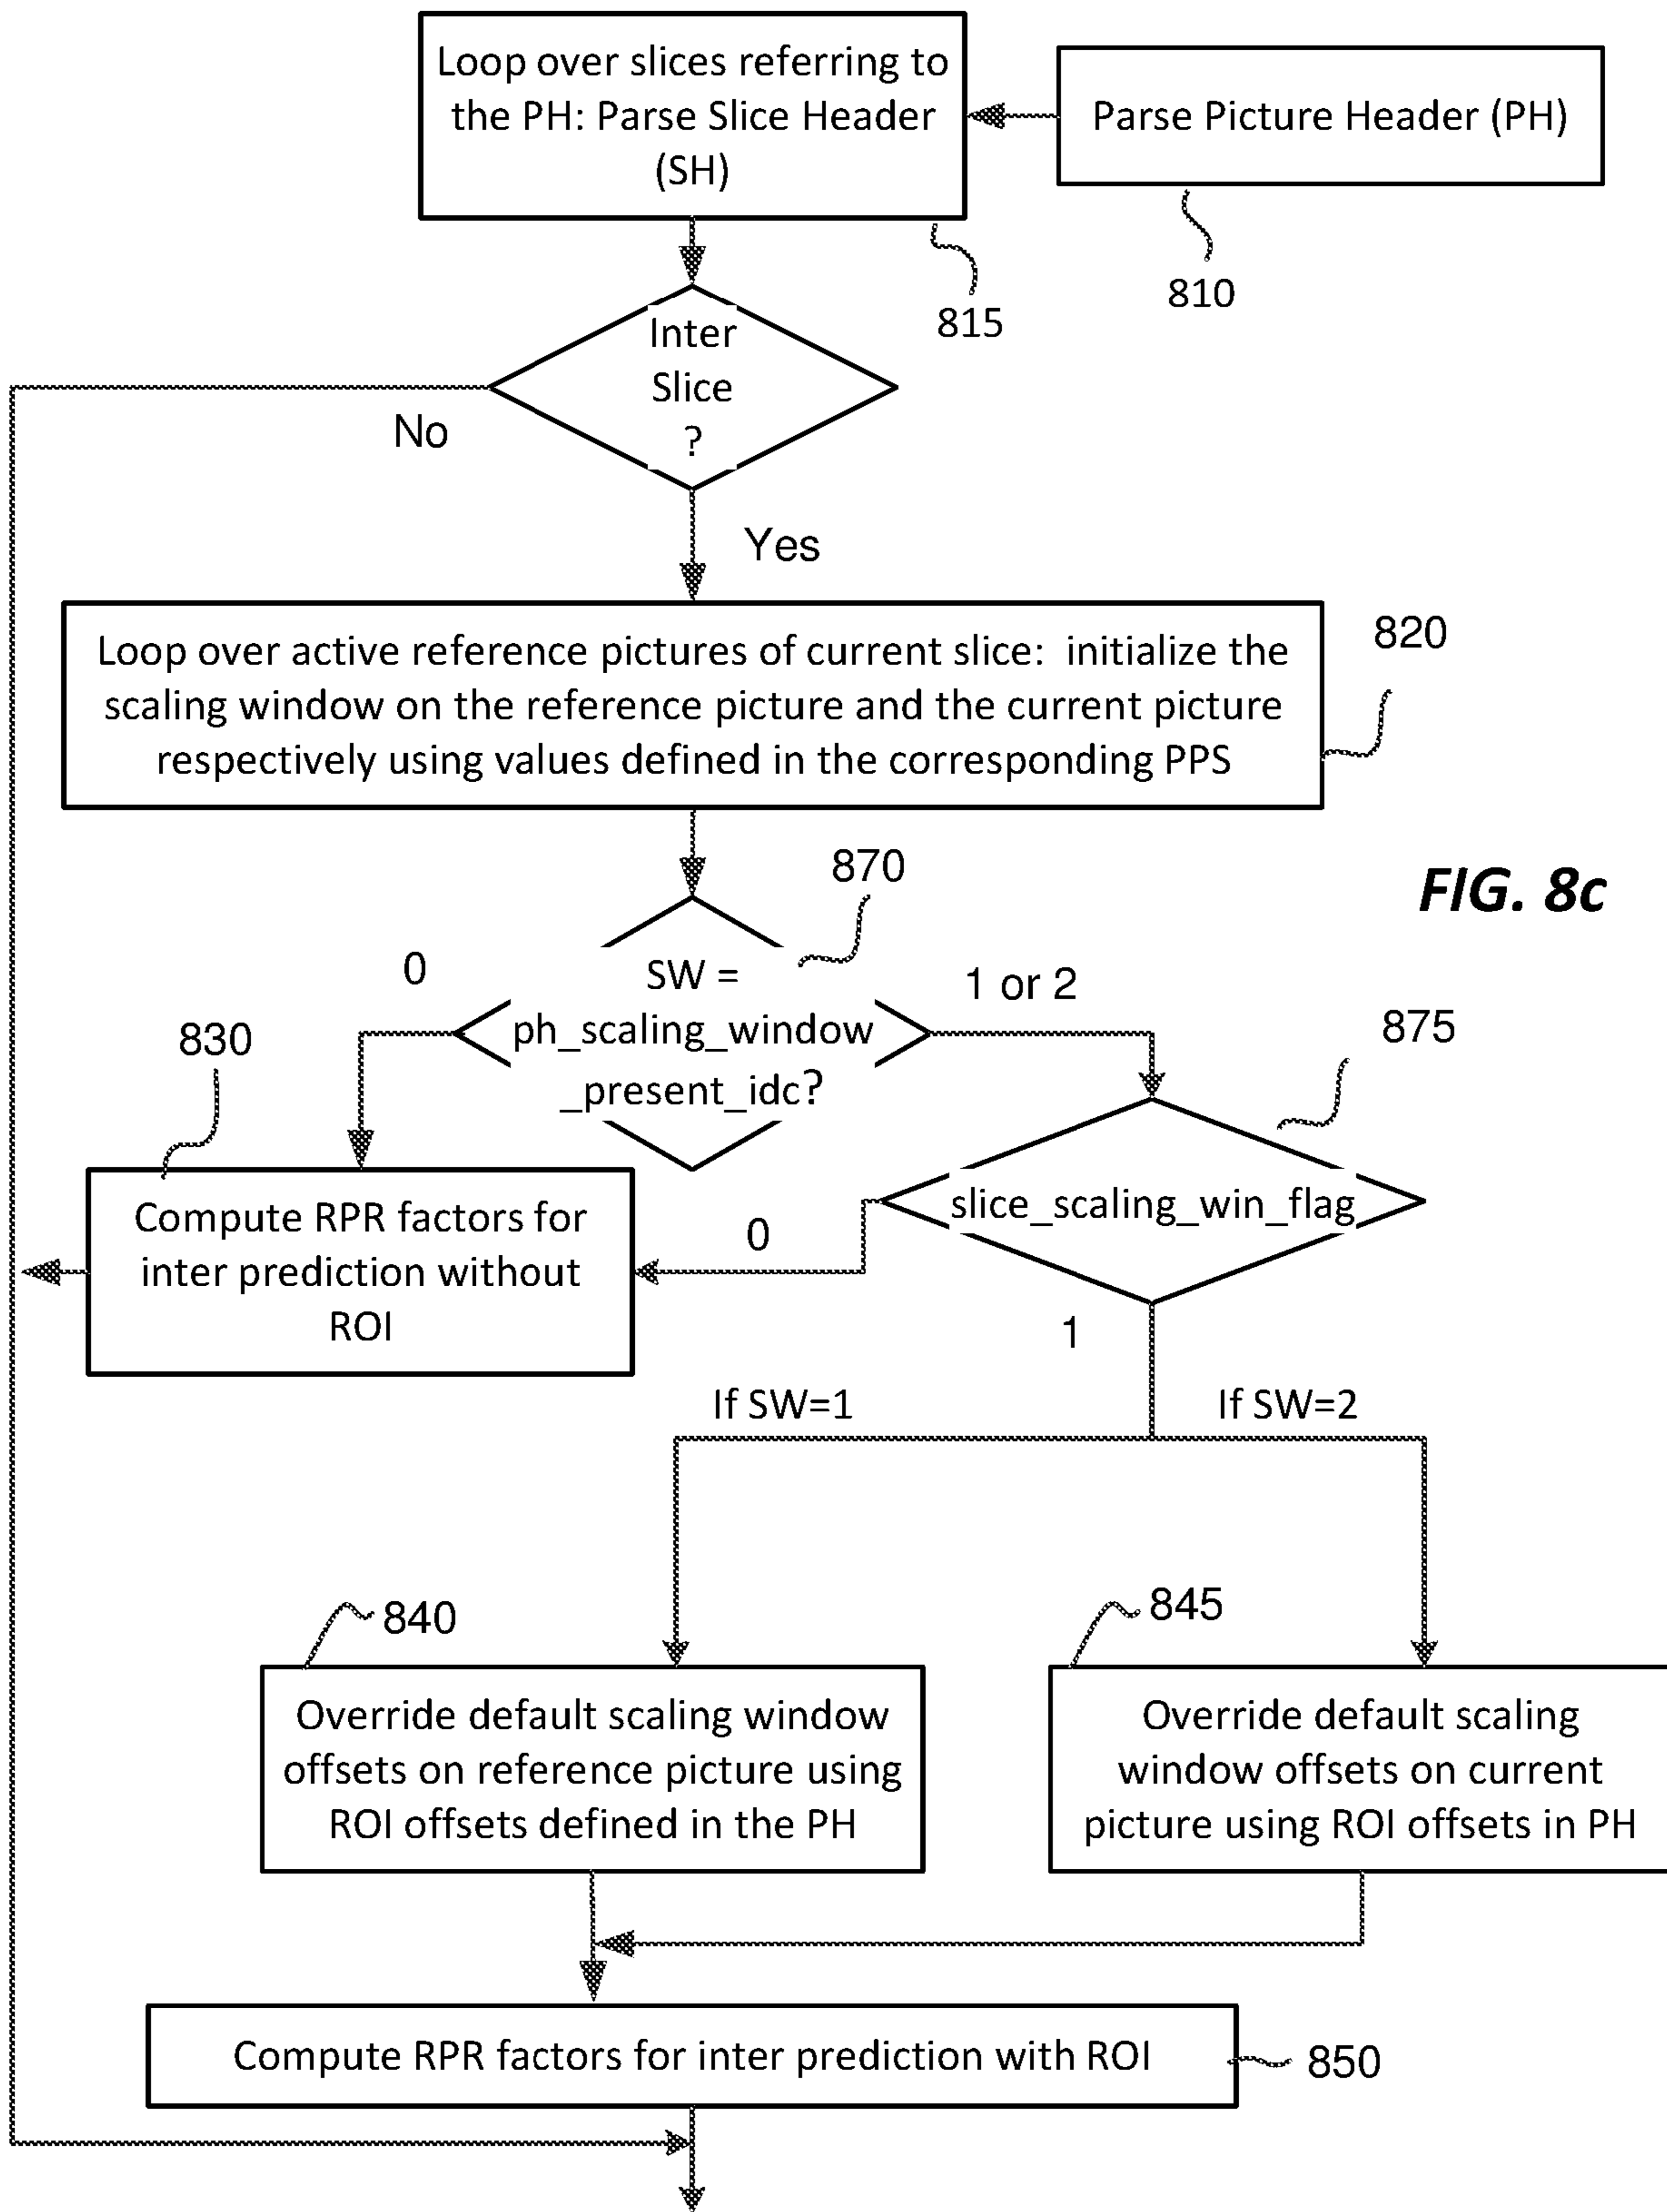 Loop over slices referring to
the PH: Parse Slice Header
(SH)
Parse Picture Header (PH)
810
815
Inter
Slice
?
No
Yes
820
Loop over active reference pictures of current slice: initialize the
scaling window on the reference picture and the current picture
respectively using values defined in the corresponding PPS
870
FIG. 8c
0
SW =
ph_scaling_window
_present_idc?
1 or 2
875
830
Compute RPR factors for
inter prediction without
ROI
0
slice_scaling_win_flag
1
If SW=1
If SW=2
840
845
Override default scaling window
offsets on reference picture using
ROI offsets defined in the PH
Override default scaling
window offsets on current
picture using ROI offsets in PH
Compute RPR factors for inter prediction with ROI
850